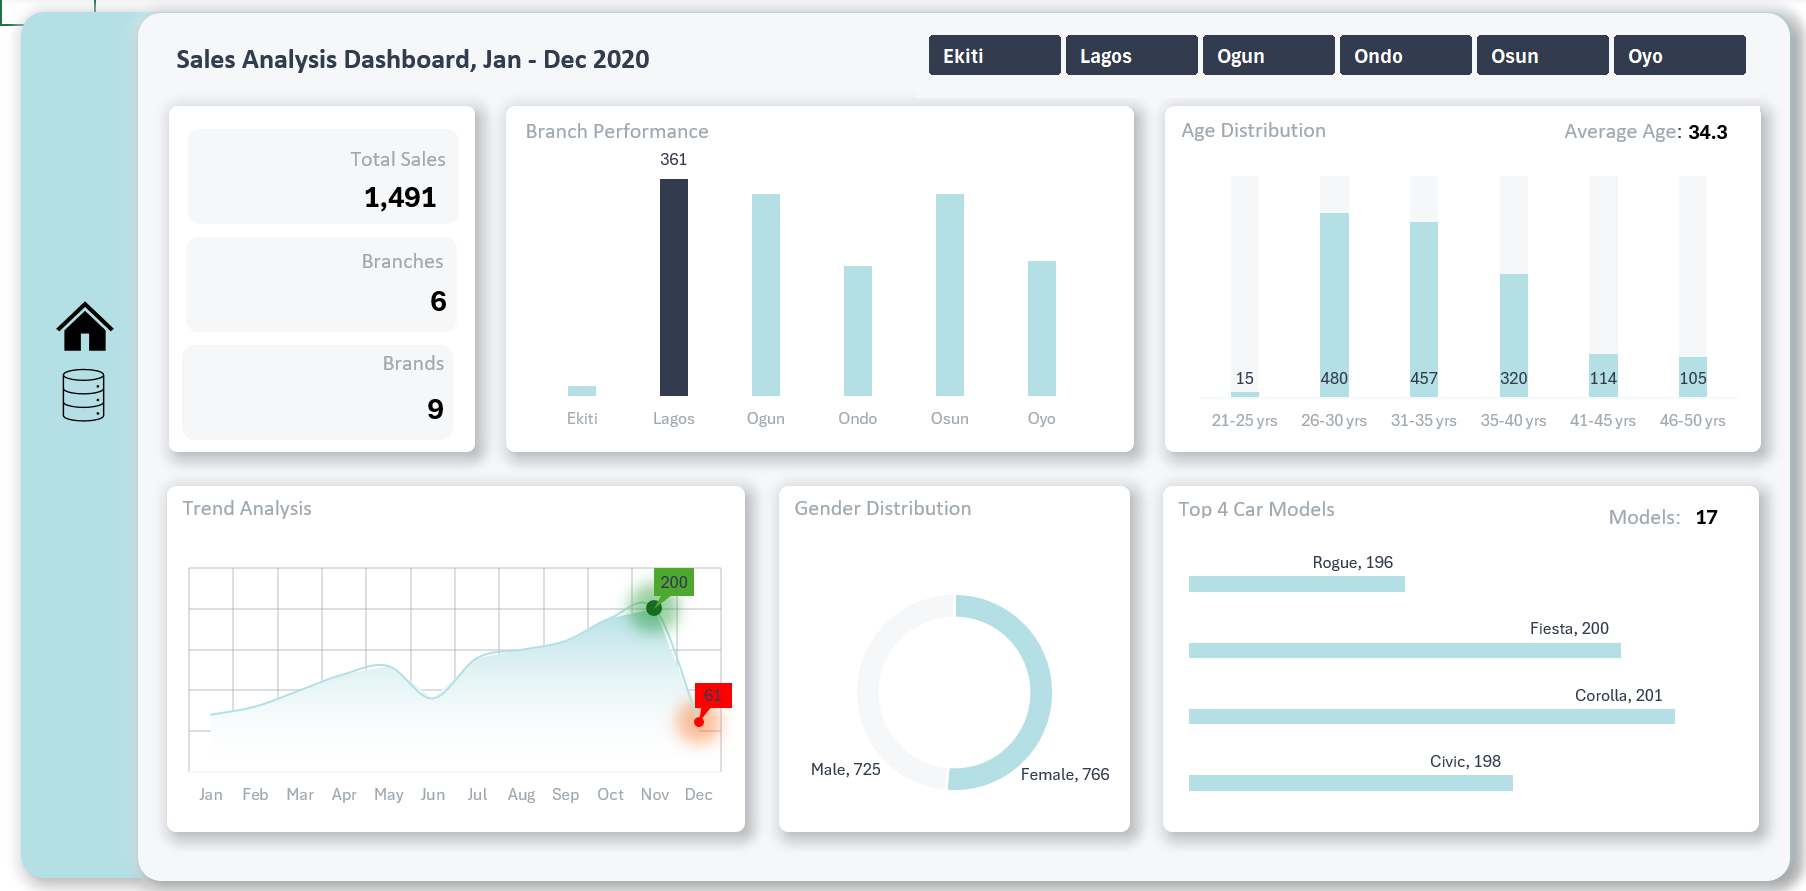 Sales Analysis Dashboard, Jan - Dec 2020
Ekiti
Lagos
Ogun
Ondo
Osun
Oyo
Total Sales
1,491
Branches
6
Brands
9
Branch Performance
361
Ekiti Lagos Ogun Ondo Osun Oyo
Age Distribution
Average Age: 34.3
15 480 457 320 114 105
21-25 yrs 26-30 yrs 31-35 yrs 35-40 yrs 41-45 yrs 46-50 yrs
Trend Analysis
200
61
Jan Feb Mar Apr May Jun Jul Aug Sep Oct Nov Dec
Gender Distribution
Male, 725
Female, 766
Top 4 Car Models
Models: 17
Rogue, 196
Fiesta, 200
Corolla, 201
Civic, 198